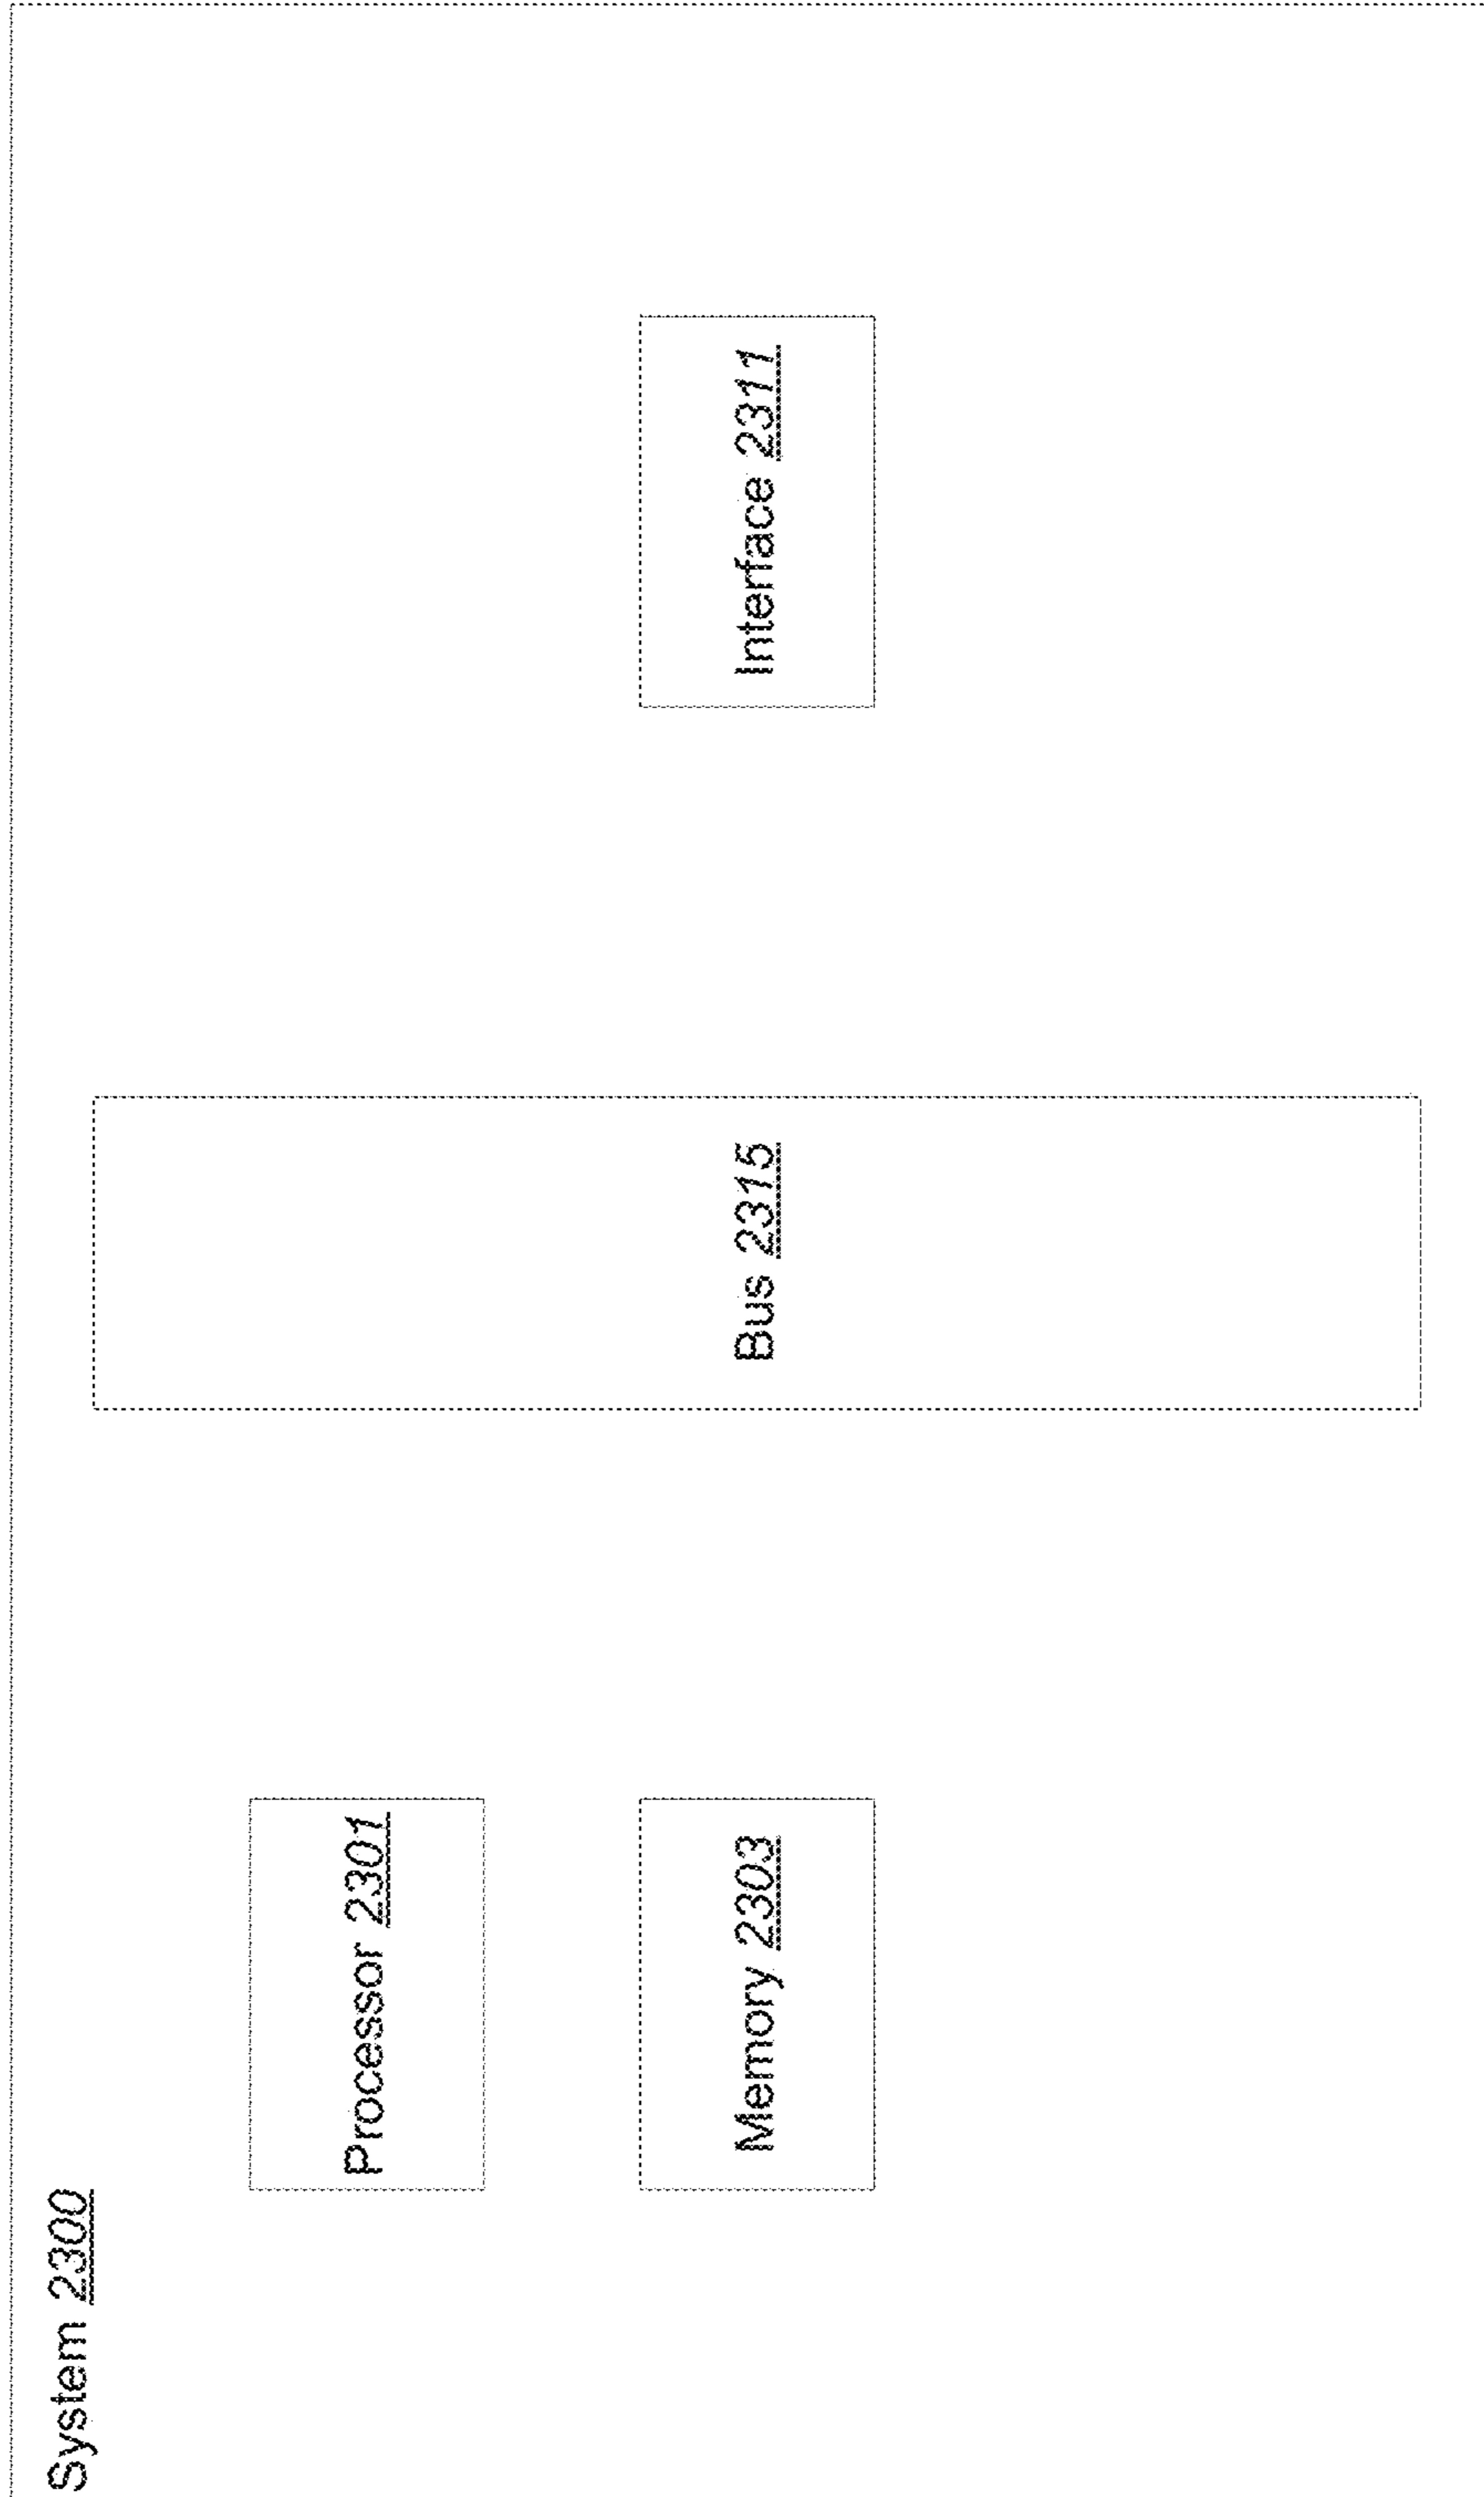 System 2300
Processor 2301
Memory 2303
Bus 2315
Interface 2311